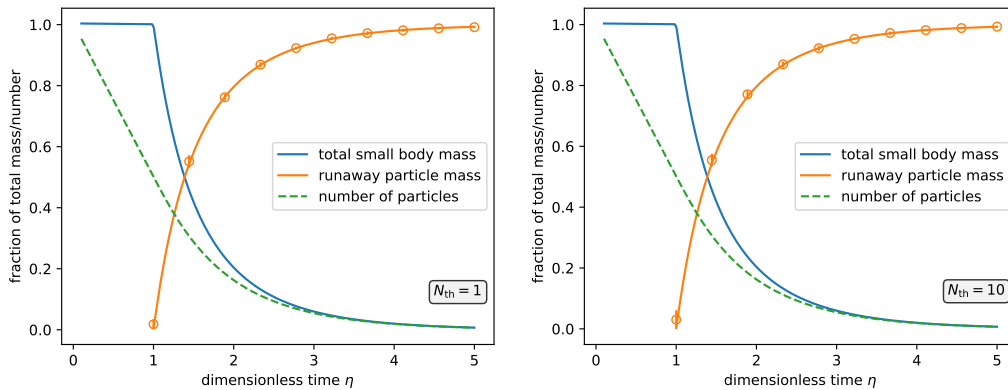 fraction of total mass/number
1.0
0.8
0.6
0.4
0.2
0.0
total small body mass
runaway particle mass
number of particles
N_th = 1
0 1 2 3 4 5
dimensionless time η
fraction of total mass/number
1.0
0.8
0.6
0.4
0.2
0.0
total small body mass
runaway particle mass
number of particles
N_th = 10
0 1 2 3 4 5
dimensionless time η